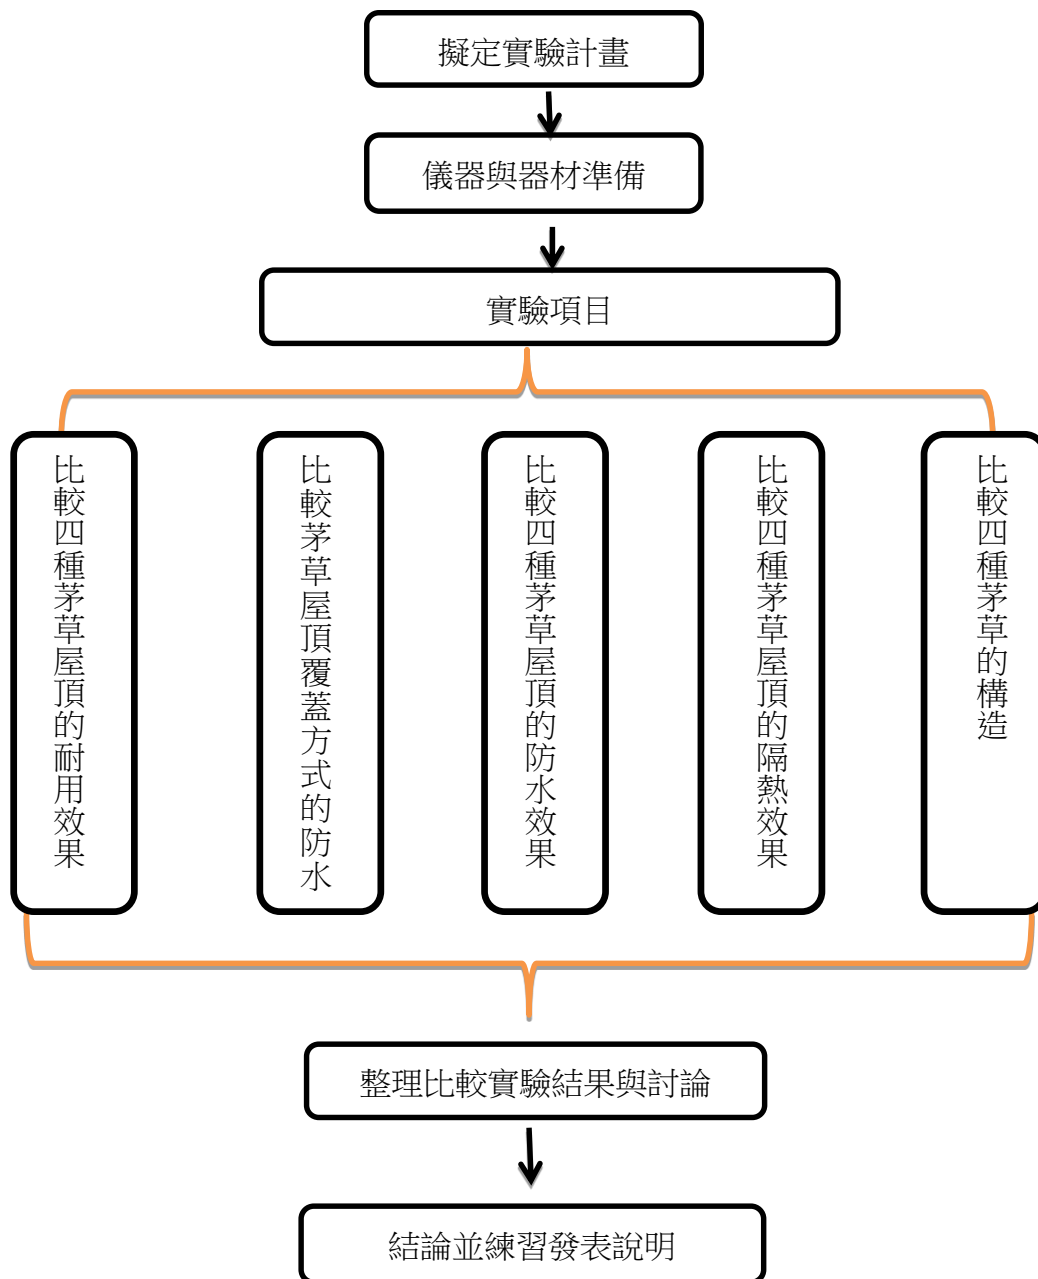 擬定實驗計畫
儀器與器材準備
實驗項目
比較四種茅草屋頂的耐用效果
比較茅草屋頂覆蓋方式的防水
比較四種茅草屋頂的防水效果
比較四種茅草屋頂的隔熱效果
比較四種茅草的構造
整理比較實驗結果與討論
結論並練習發表說明